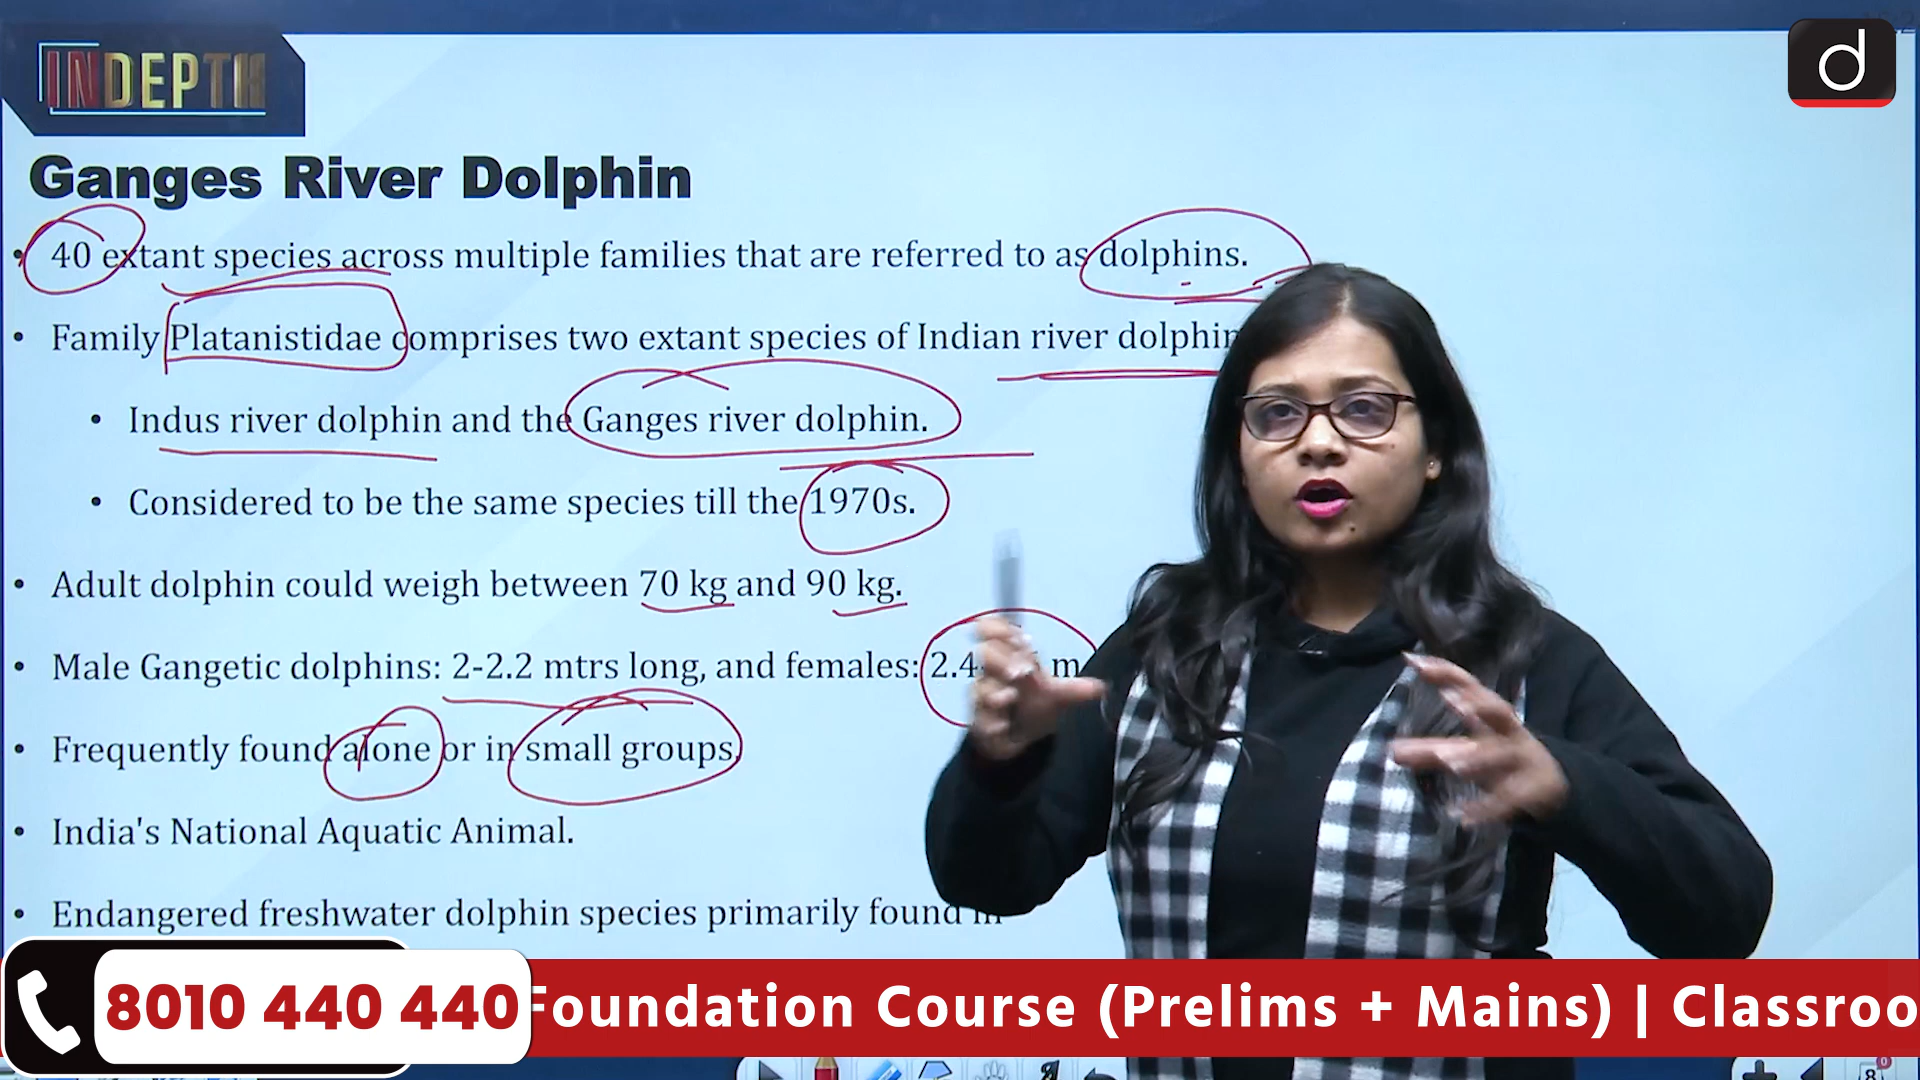 INDEPTH
d
Ganges River Dolphin
• 40 extant species across multiple families that are referred to as dolphins.
• Family Platanistidae comprises two extant species of Indian river dolphin
• Indus river dolphin and the Ganges river dolphin.
• Considered to be the same species till the 1970s.
• Adult dolphin could weigh between 70 kg and 90 kg.
• Male Gangetic dolphins: 2-2.2 mtrs long, and females: 2.4 m
• Frequently found alone or in small groups.
• India's National Aquatic Animal.
• Endangered freshwater dolphin species primarily found in
8010 440 440
Foundation Course (Prelims + Mains) | Classroo